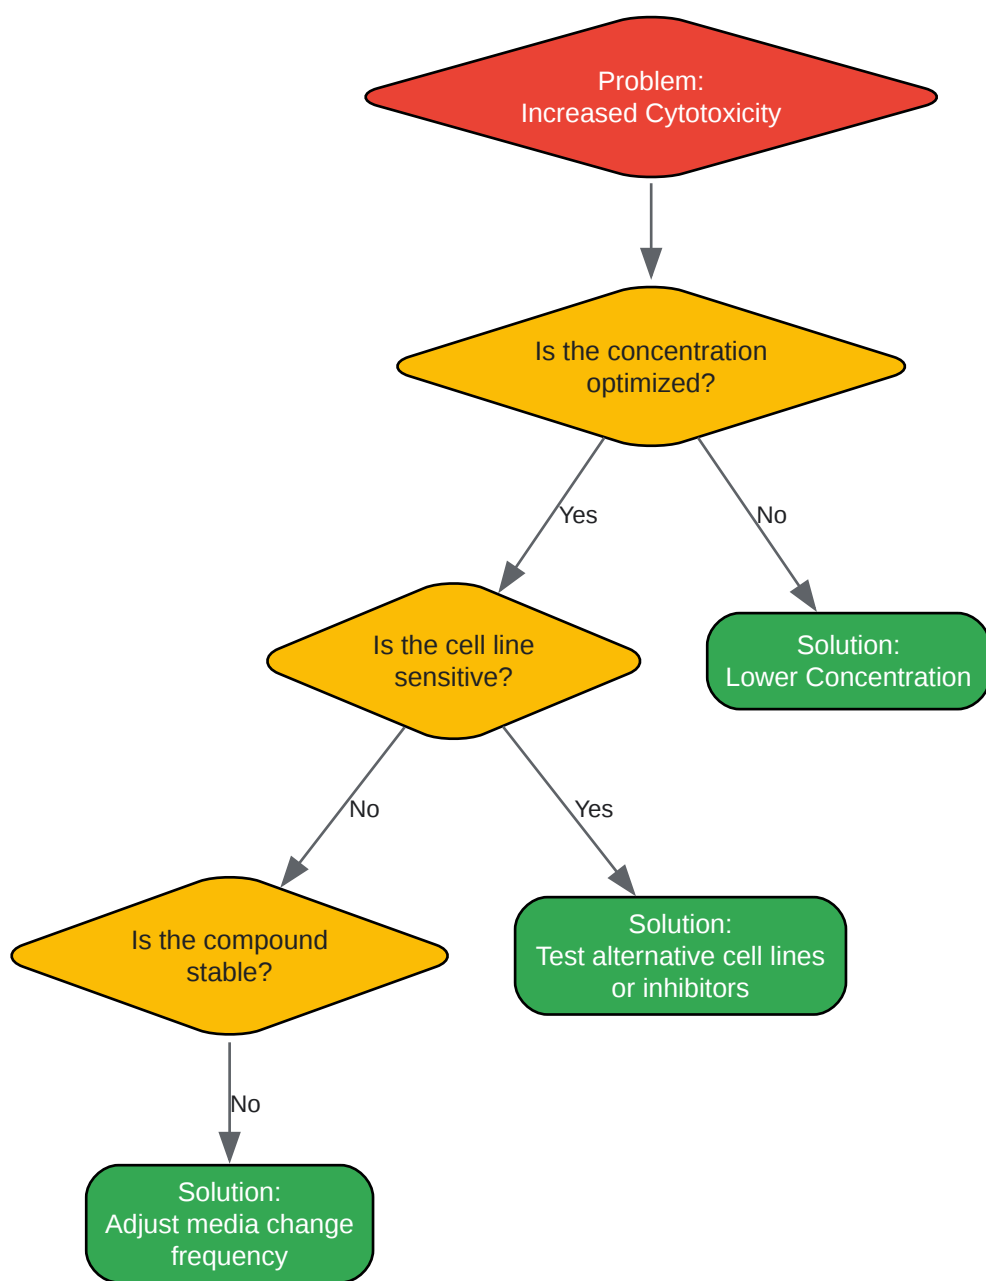 Problem:
Increased Cytotoxicity
Is the concentration
optimized?
Yes
No
Is the cell line
sensitive?
Solution:
Lower Concentration
No
Yes
Is the compound
stable?
Solution:
Test alternative cell lines
or inhibitors
No
Solution:
Adjust media change
frequency